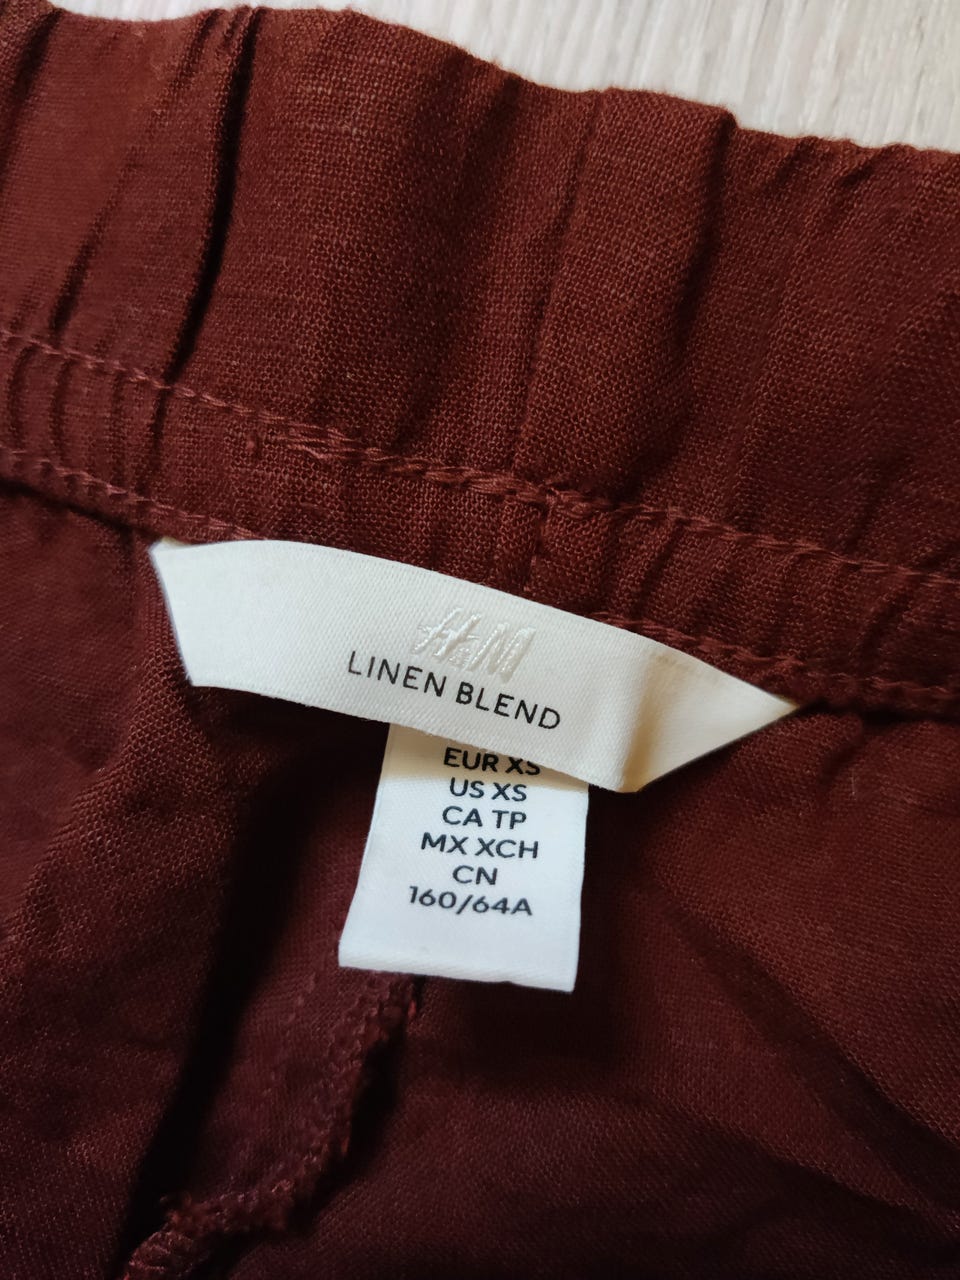 H&M
LINEN BLEND
EUR XS
US XS
CA TP
MX XCH
CN
160/64A